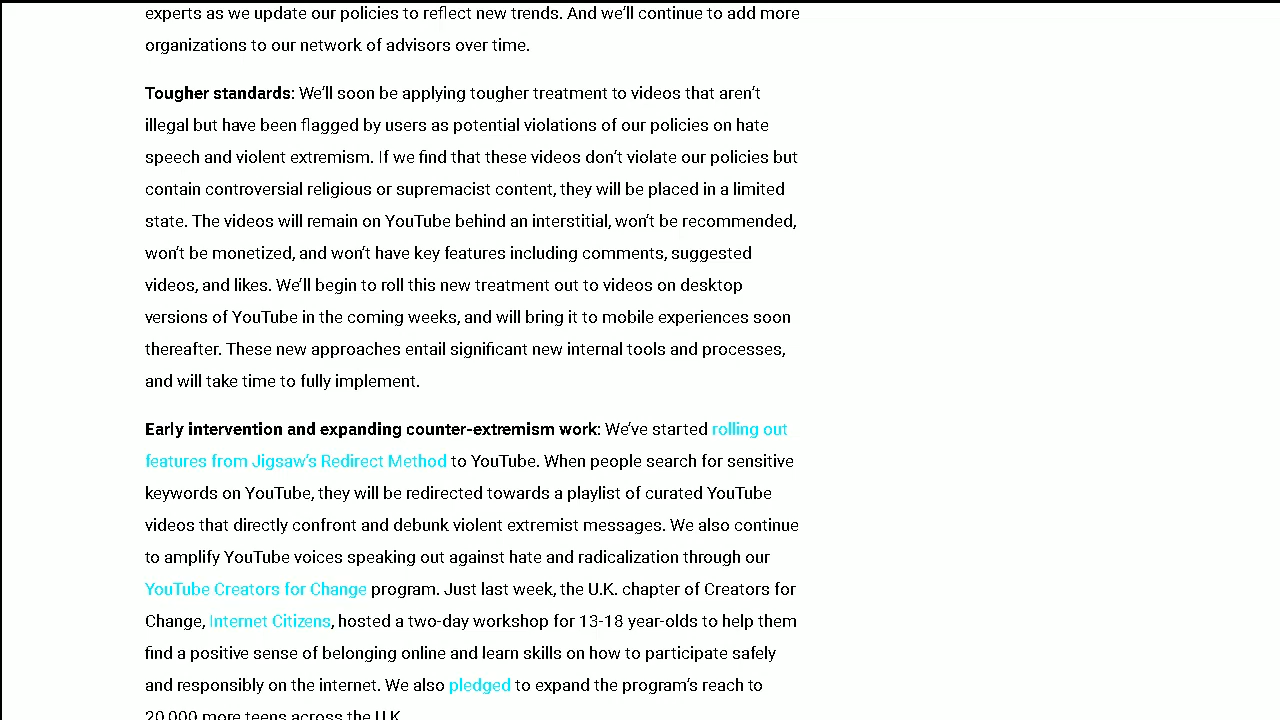 experts as we update our policies to reflect new trends. And we’ll continue to add more
organizations to our network of advisors over time.
Tougher standards: We’ll soon be applying tougher treatment to videos that aren’t
illegal but have been flagged by users as potential violations of our policies on hate
speech and violent extremism. If we find that these videos don’t violate our policies but
contain controversial religious or supremacist content, they will be placed in a limited
state. The videos will remain on YouTube behind an interstitial, won’t be recommended,
won’t be monetized, and won’t have key features including comments, suggested
videos, and likes. We’ll begin to roll this new treatment out to videos on desktop
versions of YouTube in the coming weeks, and will bring it to mobile experiences soon
thereafter. These new approaches entail significant new internal tools and processes,
and will take time to fully implement.
Early intervention and expanding counter-extremism work: We’ve started rolling out
features from Jigsaw’s Redirect Method to YouTube. When people search for sensitive
keywords on YouTube, they will be redirected towards a playlist of curated YouTube
videos that directly confront and debunk violent extremist messages. We also continue
to amplify YouTube voices speaking out against hate and radicalization through our
YouTube Creators for Change program. Just last week, the U.K. chapter of Creators for
Change, Internet Citizens, hosted a two-day workshop for 13-18 year-olds to help them
find a positive sense of belonging online and learn skills on how to participate safely
and responsibly on the internet. We also pledged to expand the program’s reach to
20,000 more teens across the U.K.